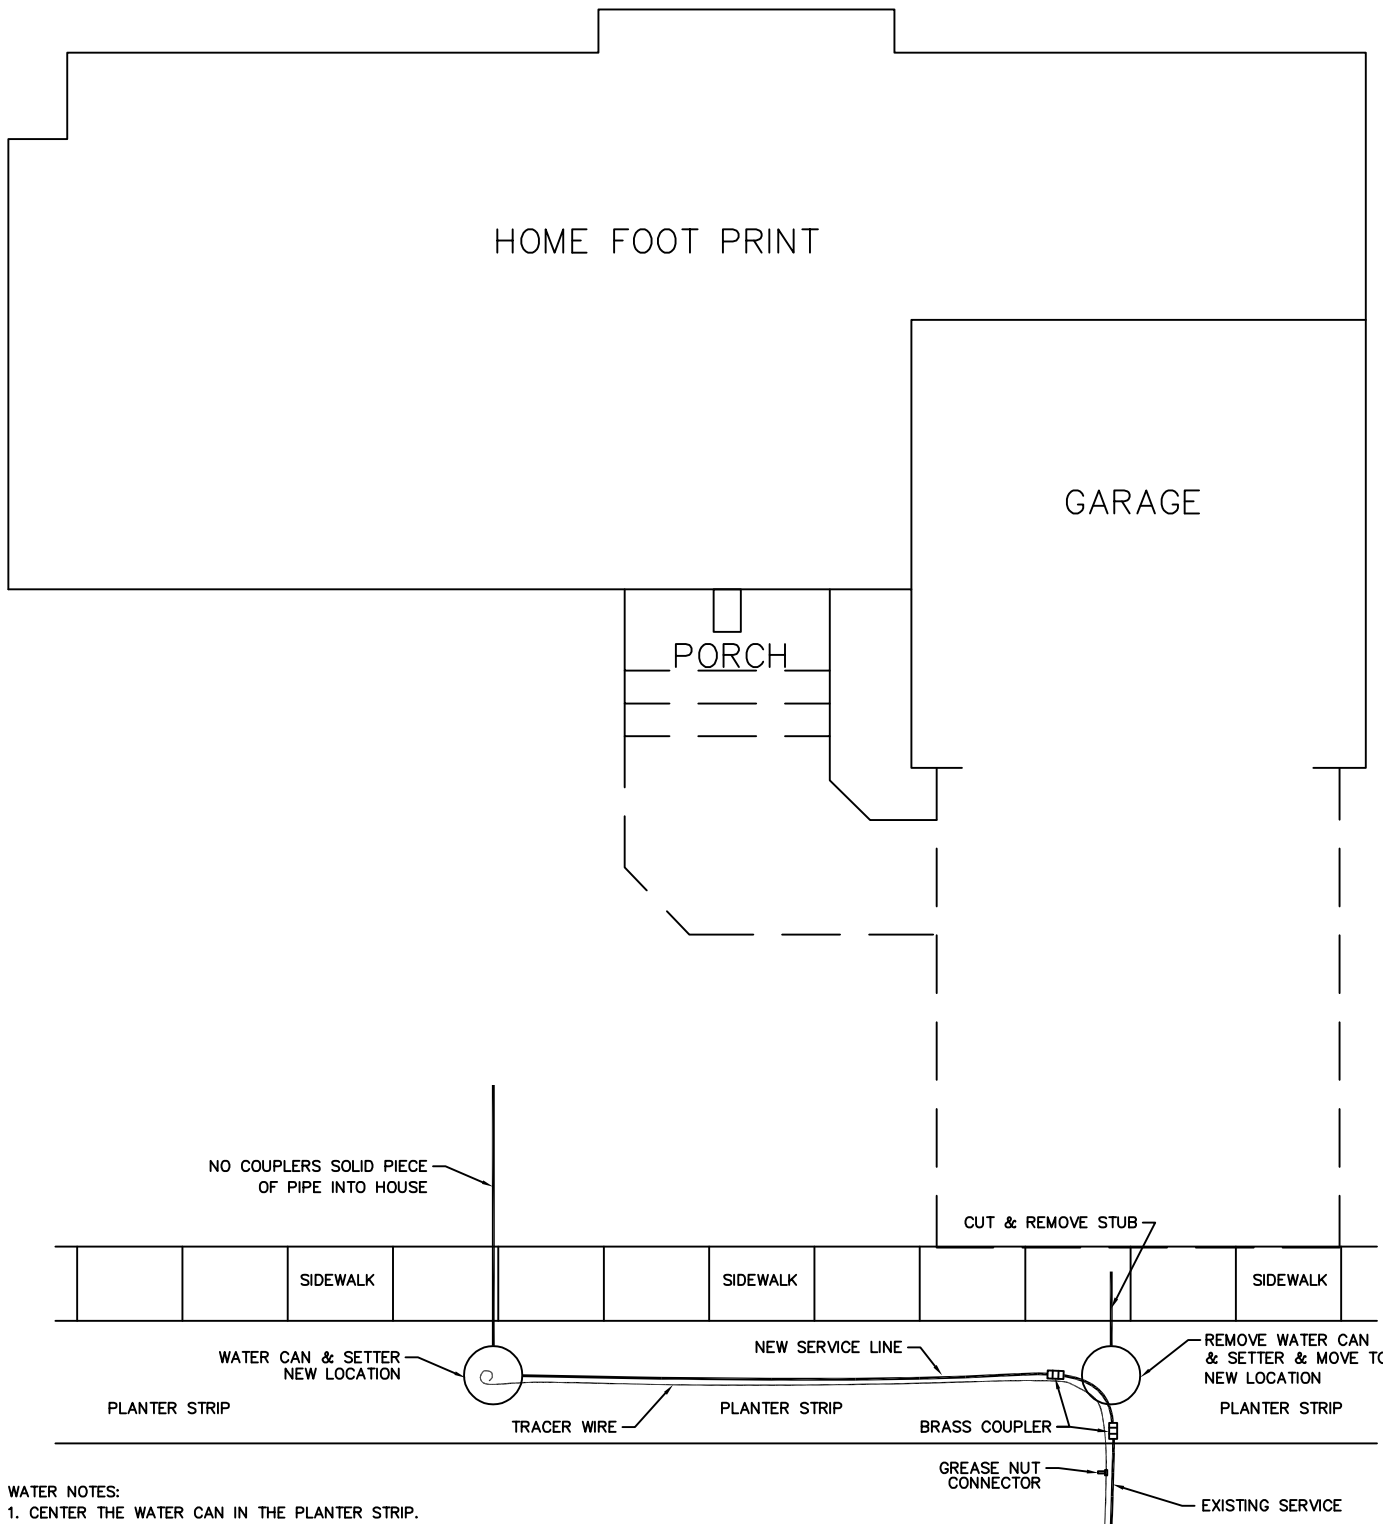 HOME FOOT PRINT
GARAGE
PORCH
NO COUPLERS SOLID PIECE
OF PIPE INTO HOUSE
CUT & REMOVE STUB
SIDEWALK
SIDEWALK
SIDEWALK
WATER CAN & SETTER
NEW LOCATION
NEW SERVICE LINE
REMOVE WATER CAN
& SETTER & MOVE TO
NEW LOCATION
PLANTER STRIP
PLANTER STRIP
PLANTER STRIP
TRACER WIRE
BRASS COUPLER
GREASE NUT
CONNECTOR
EXISTING SERVICE
WATER NOTES:
1. CENTER THE WATER CAN IN THE PLANTER STRIP.